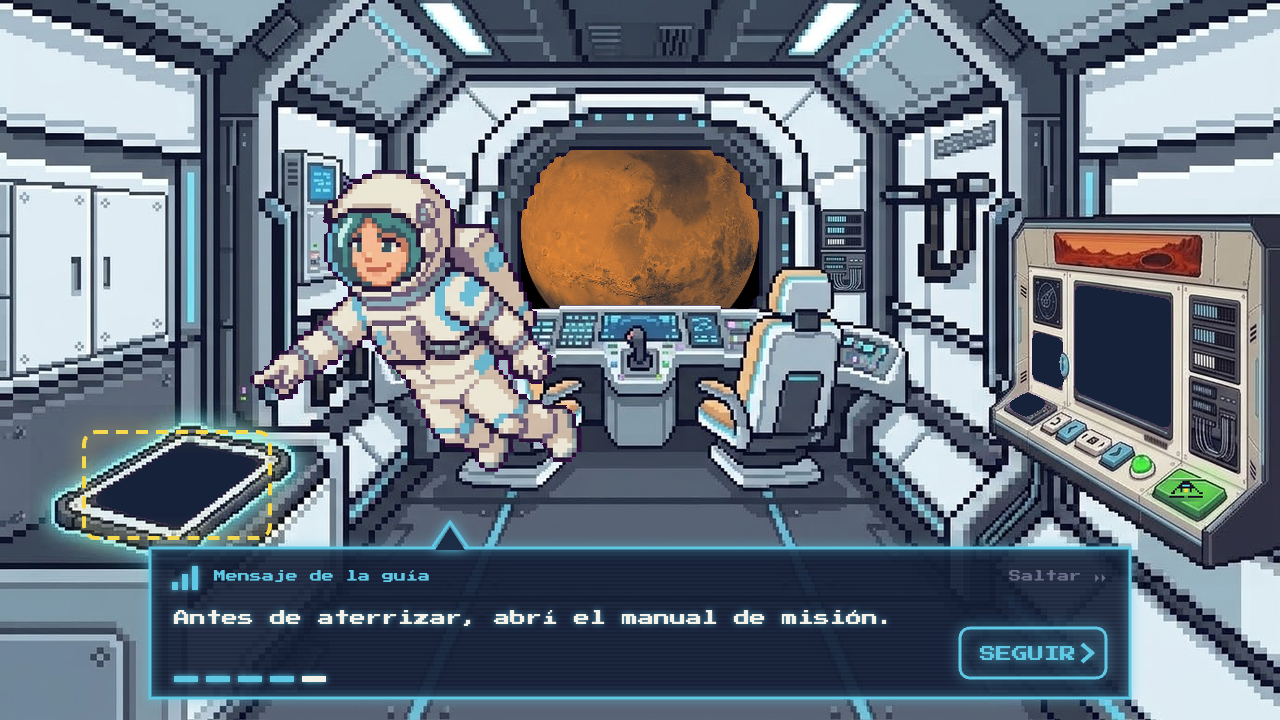 Mensaje de la guía
Saltar ››
Antes de aterrizar, abrí el manual de misión.
SEGUIR >